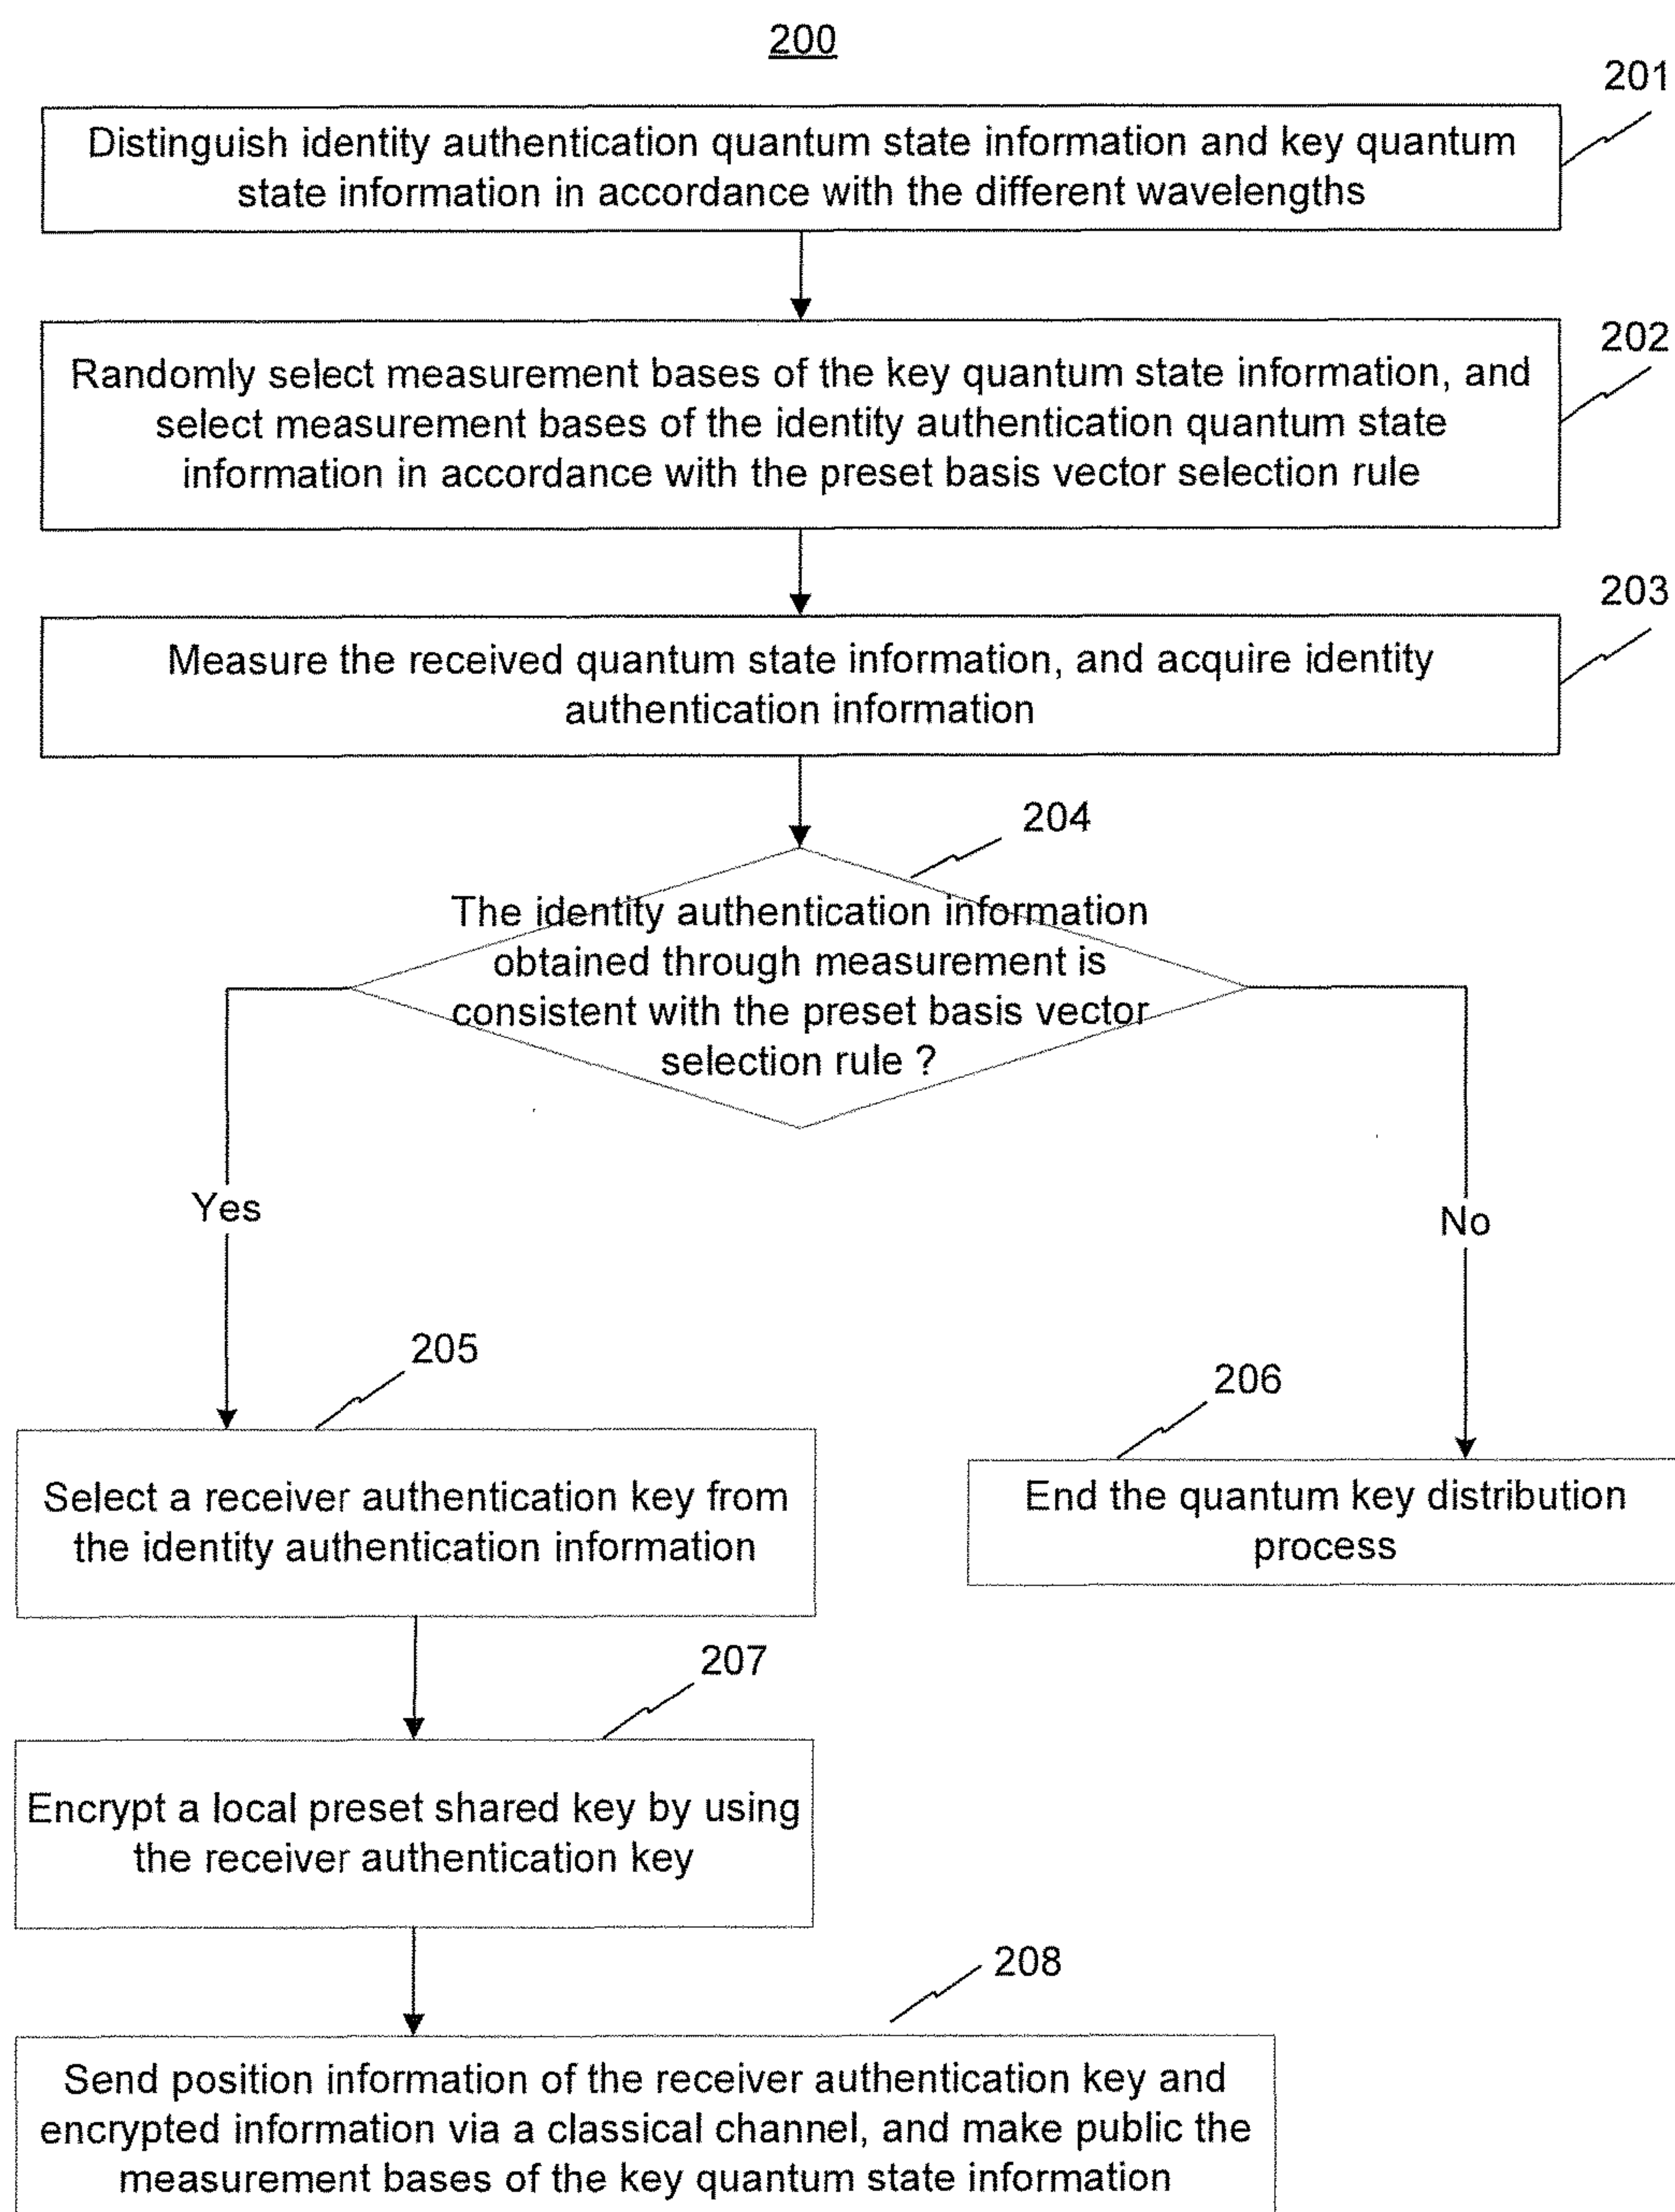 200
201
Distinguish identity authentication quantum state information and key quantum
state information in accordance with the different wavelengths
202
Randomly select measurement bases of the key quantum state information, and
select measurement bases of the identity authentication quantum state
information in accordance with the preset basis vector selection rule
203
Measure the received quantum state information, and acquire identity
authentication information
204
The identity authentication information
obtained through measurement is
consistent with the preset basis vector
selection rule ?
Yes
No
205
206
Select a receiver authentication key from
the identity authentication information
End the quantum key distribution
process
207
Encrypt a local preset shared key by using
the receiver authentication key
208
Send position information of the receiver authentication key and
encrypted information via a classical channel, and make public the
measurement bases of the key quantum state information